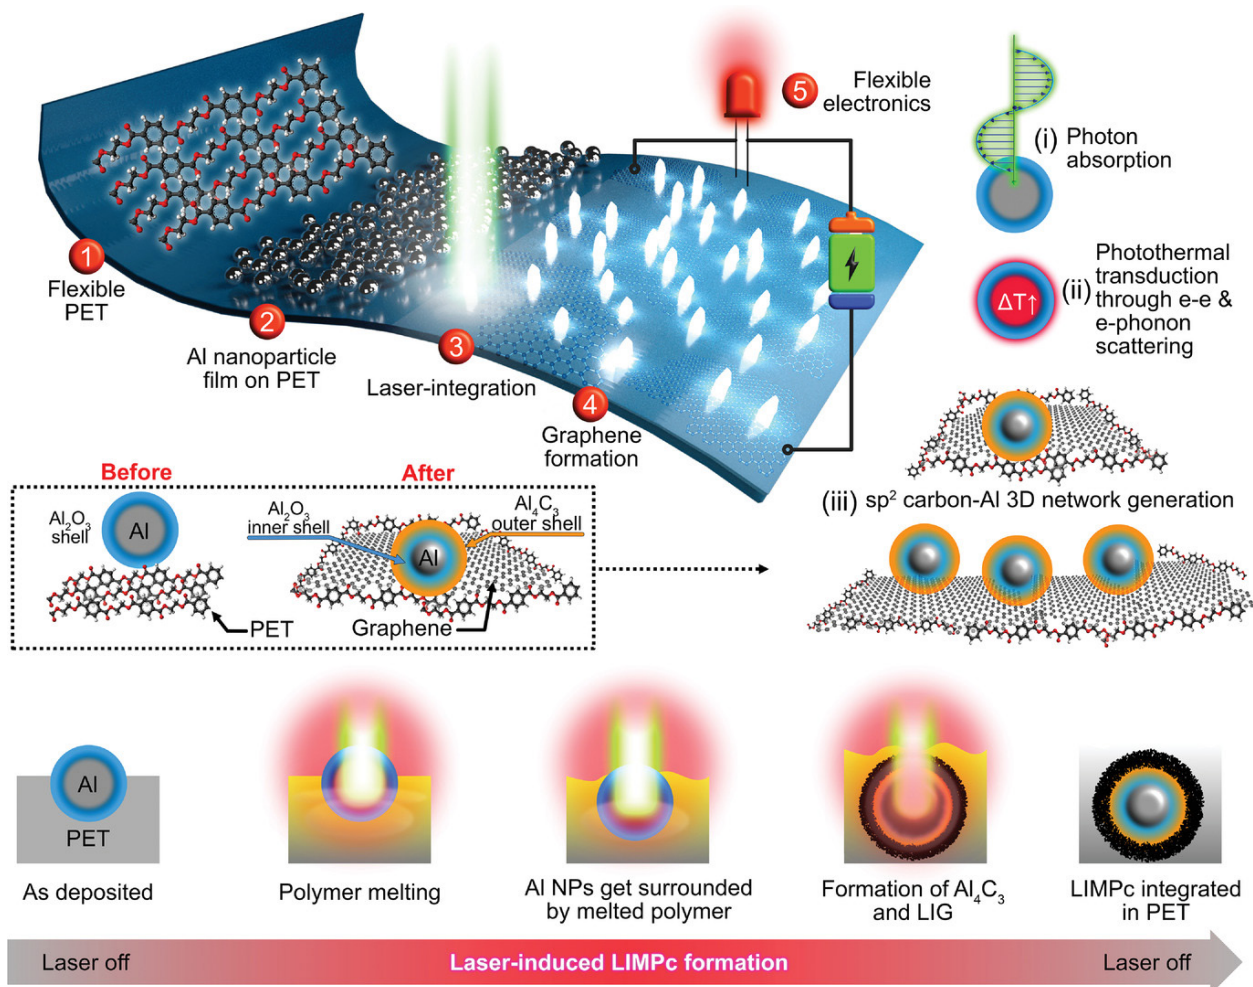 1
Flexible
PET
2
Al nanoparticle
film on PET
3
Laser-integration
4
Graphene
formation
5
Flexible
electronics
(i) Photon
absorption
ΔT↑
(ii)
Photothermal
transduction
through e-e &
e-phonon
scattering
(iii) sp² carbon-Al 3D network generation
Before
After
Al₂O₃
shell
Al
PET
Al₂O₃
inner shell
Al₄C₃
outer shell
Al
Graphene
Al
PET
As deposited
Polymer melting
Al NPs get surrounded
by melted polymer
Formation of Al₄C₃
and LIG
LIMPc integrated
in PET
Laser off
Laser-induced LIMPc formation
Laser off